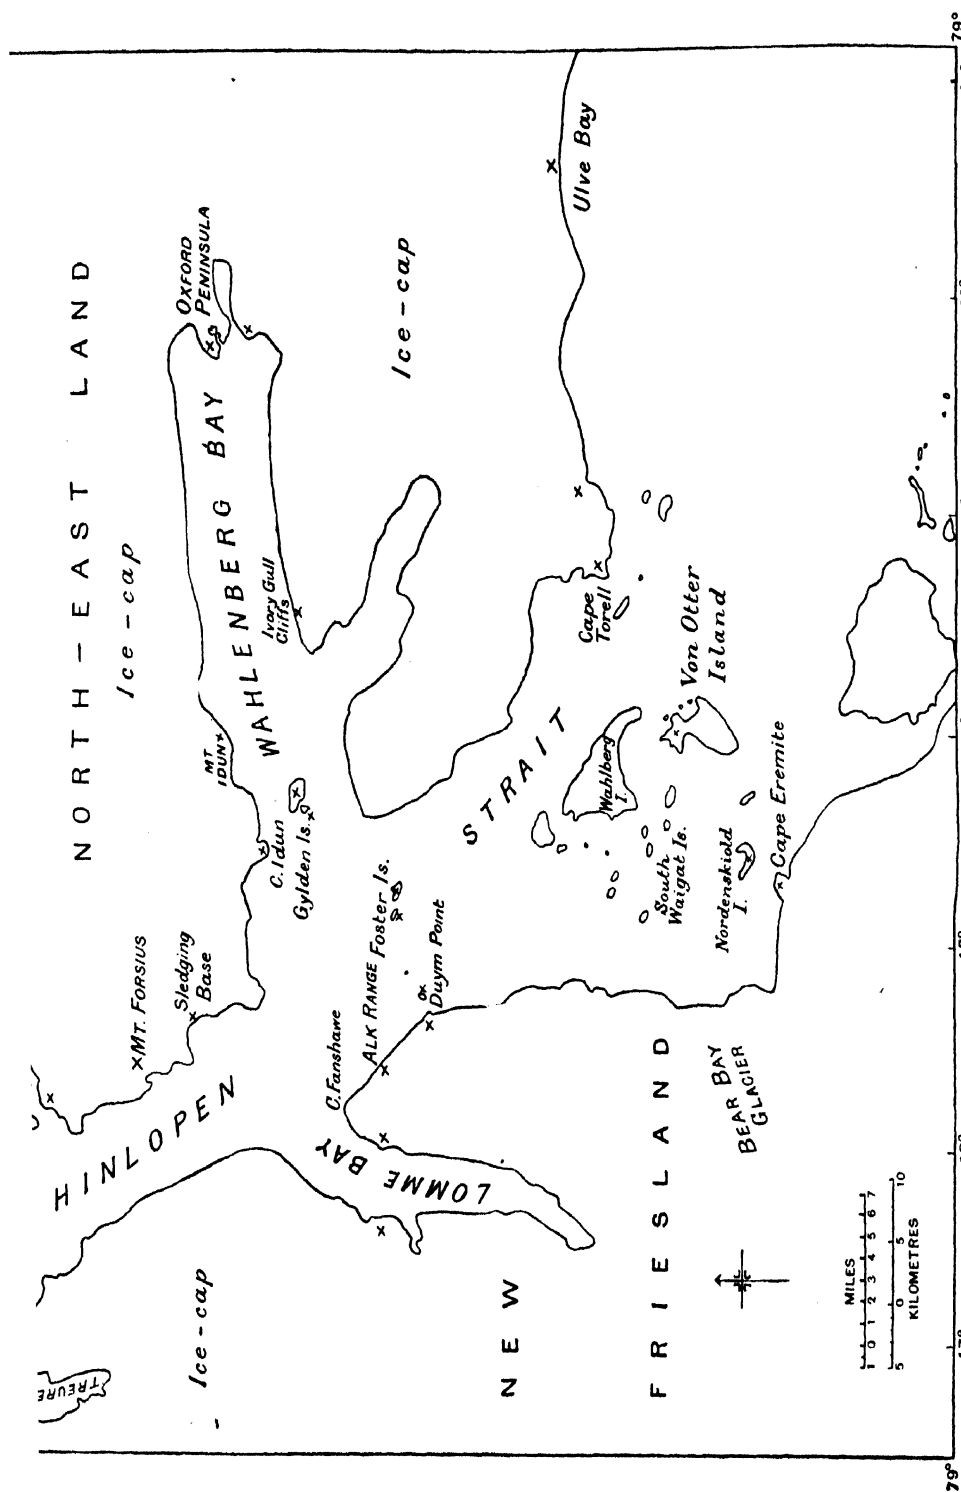 NORTH-EAST LAND
Ice-cap
OXFORD
PENINSULA
WAHLENBERG BAY
MT
IDUN
Ivory Gull
Cliffs
Ice-cap
Ulve Bay
C. Idun
Gylden Is.
MT. FORSIUS
Sledging
Base
HINLOPEN
STRAIT
C. Fanshawe
ALK RANGE
Foster Is.
Duym Point
LOMME BAY
Cape
Torell
Wahlberg
I.
Von Otter
Island
South
Waigat Is.
Nordenskiold
I.
Cape Eremite
TREURE
Ice-cap
NEW
FRIESLAND
BEAR BAY
GLACIER
MILES
1 0 1 2 3 4 5 6 7
5 0 5 10
KILOMETRES
79°
79°